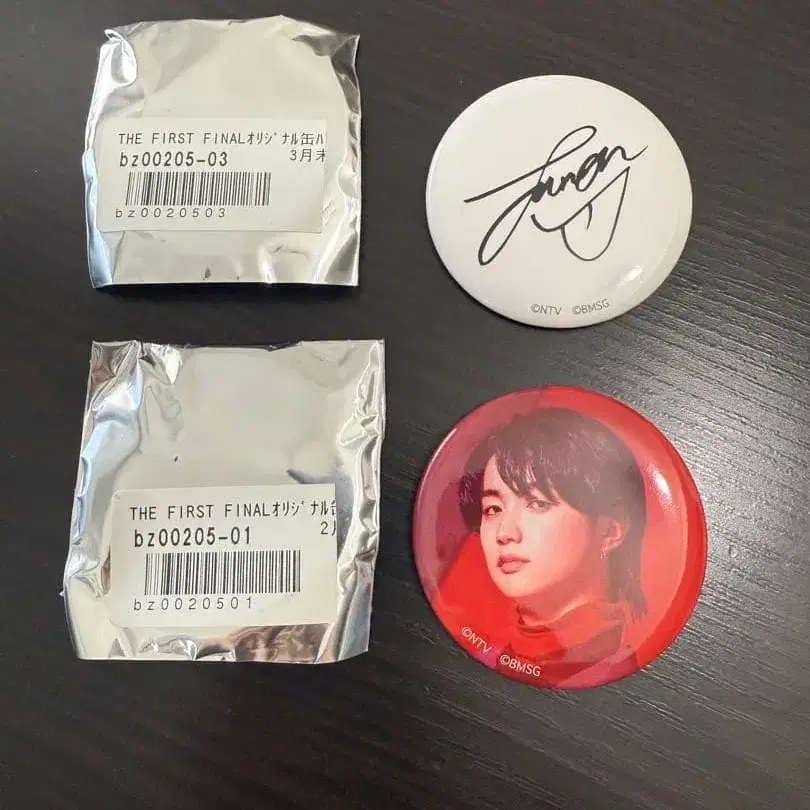 THE FIRST FINALｵﾘｼﾞﾅﾙ缶ﾊﾞ
bz00205-03 3月末
bz0020503
Junon
©NTV ©BMSG
THE FIRST FINALｵﾘｼﾞﾅﾙ缶
bz00205-01 2月
bz0020501
©NTV ©BMSG